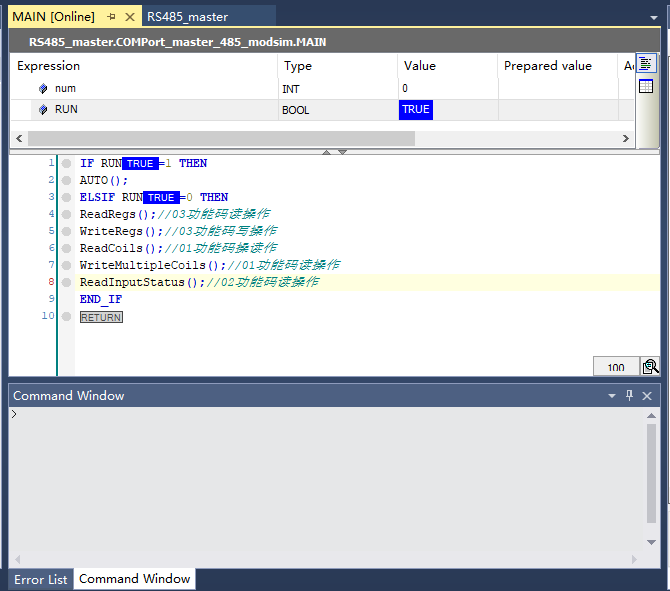 MAIN [Online] RS485_master
RS485_master.COMPort_master_485_modsim.MAIN
Expression Type Value Prepared value
num INT 0
RUN BOOL TRUE
1 IF RUN TRUE =1 THEN
2 AUTO();
3 ELSIF RUN TRUE =0 THEN
4 ReadRegs();//03功能码读操作
5 WriteRegs();//03功能码写操作
6 ReadCoils();//01功能码操读作
7 WriteMultipleCoils();//01功能码读操作
8 ReadInputStatus();//02功能码读操作
9 END_IF
10 RETURN
100
Command Window
>
Error List Command Window